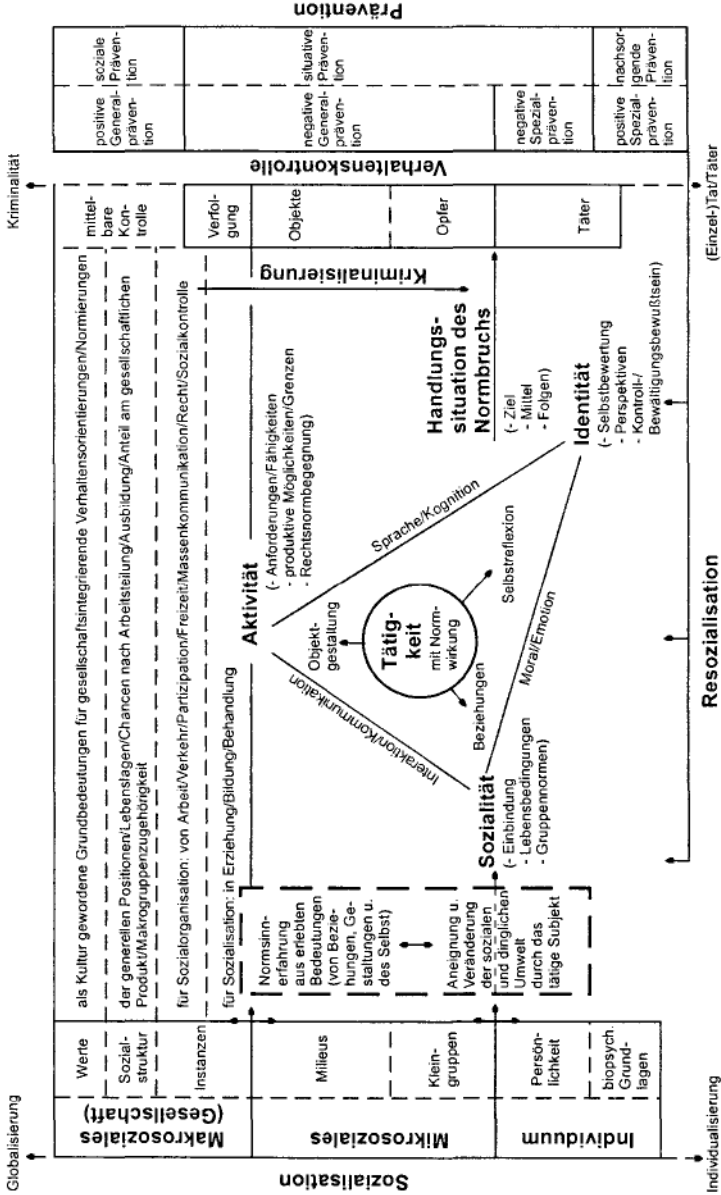 Globalisierung
Kriminalität
Sozialisation
Makrosoziales
(Gesellschaft)
Mikrosoziales
Individuum
Werte
Sozial-
struktur
Instanzen
Milieus
Klein-
gruppen
Persön-
lichkeit
biopsych.
Grund-
lagen
als Kultur gewordene Grundbedeutungen für gesellschaftsintegrierende Verhaltensorientierungen/Normierungen
der generellen Positionen/Lebenslagen/Chancen nach Arbeitsteilung/Ausbildung/Anteil am gesellschaftlichen
Produkt/Makrogruppenzugehörigkeit
für Sozialorganisation: von Arbeit/Verkehr/Partizipation/Freizeit/Massenkommunikation/Recht/Sozialkontrolle
für Sozialisation: in Erziehung/Bildung/Behandlung
Normsinn-
erfahrung
aus erlebten
Bedeutungen
(von Bezie-
hungen, Ge-
staltungen u.
des Selbst)
Aneignung u.
Veränderung
der sozialen
und dinglichen
Umwelt
durch das
tätige Subjekt
Aktivität
(- Anforderungen/Fähigkeiten
- produktive Möglichkeiten/Grenzen
- Rechtsnormbegegnung)
Interaktion/Kommunikation
Sprache/Kognition
Objekt-
gestaltung
Tätig-
keit
mit Norm-
wirkung
Beziehungen
Selbstreflexion
Moral/Emotion
Sozialität
(- Einbindung
- Lebensbedingungen
- Gruppennormen)
Handlungs-
situation des
Normbruchs
(- Ziel
- Mittel
- Folgen)
Identität
(- Selbstbewertung
- Perspektiven
- Kontroll-/
Bewältigungsbewußtsein)
Kriminalisierung
mittel-
bare
Kon-
trolle
Verfol-
gung
Objekte
Opfer
Täter
Verhaltenskontrolle
positive
General-
präven-
tion
negative
General-
präven-
tion
negative
Spezial-
präven-
tion
positive
Spezial-
präven-
tion
soziale
Präven-
tion
situative
Präven-
tion
nachsor-
gende
Präven-
tion
Prävention
Individualisierung
(Einzel-)Tat/Täter
Resozialisation